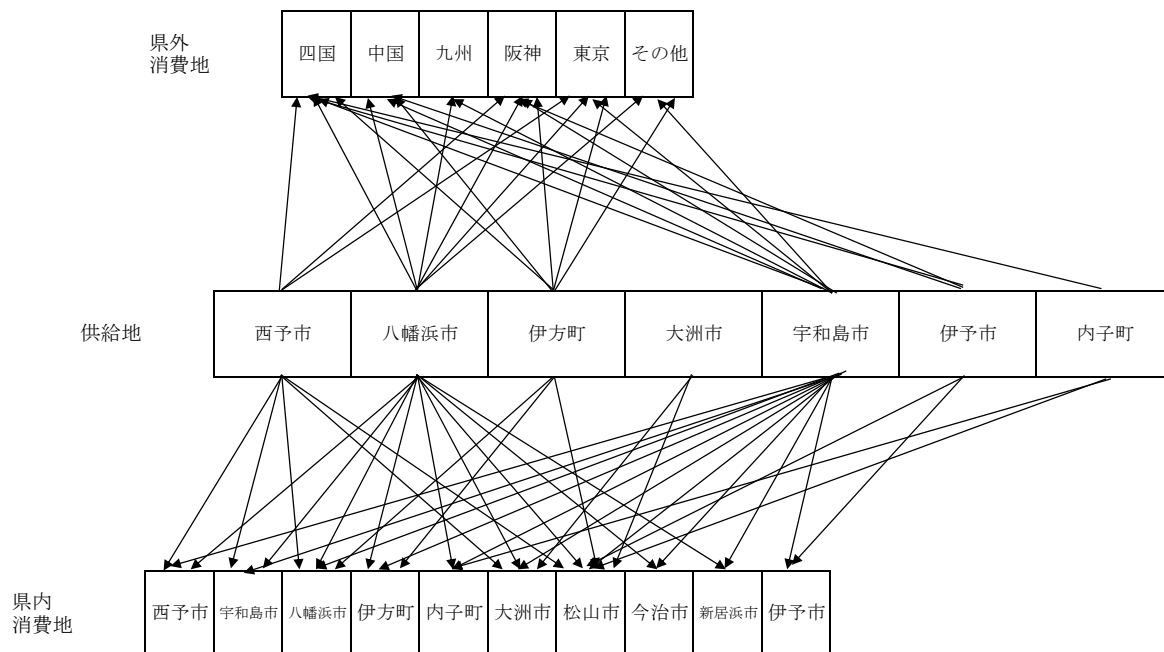 県外
消費地
四国 中国 九州 阪神 東京 その他
供給地
西予市 八幡浜市 伊方町 大洲市 宇和島市 伊予市 内子町
県内
消費地
西予市 宇和島市 八幡浜市 伊方町 内子町 大洲市 松山市 今治市 新居浜市 伊予市